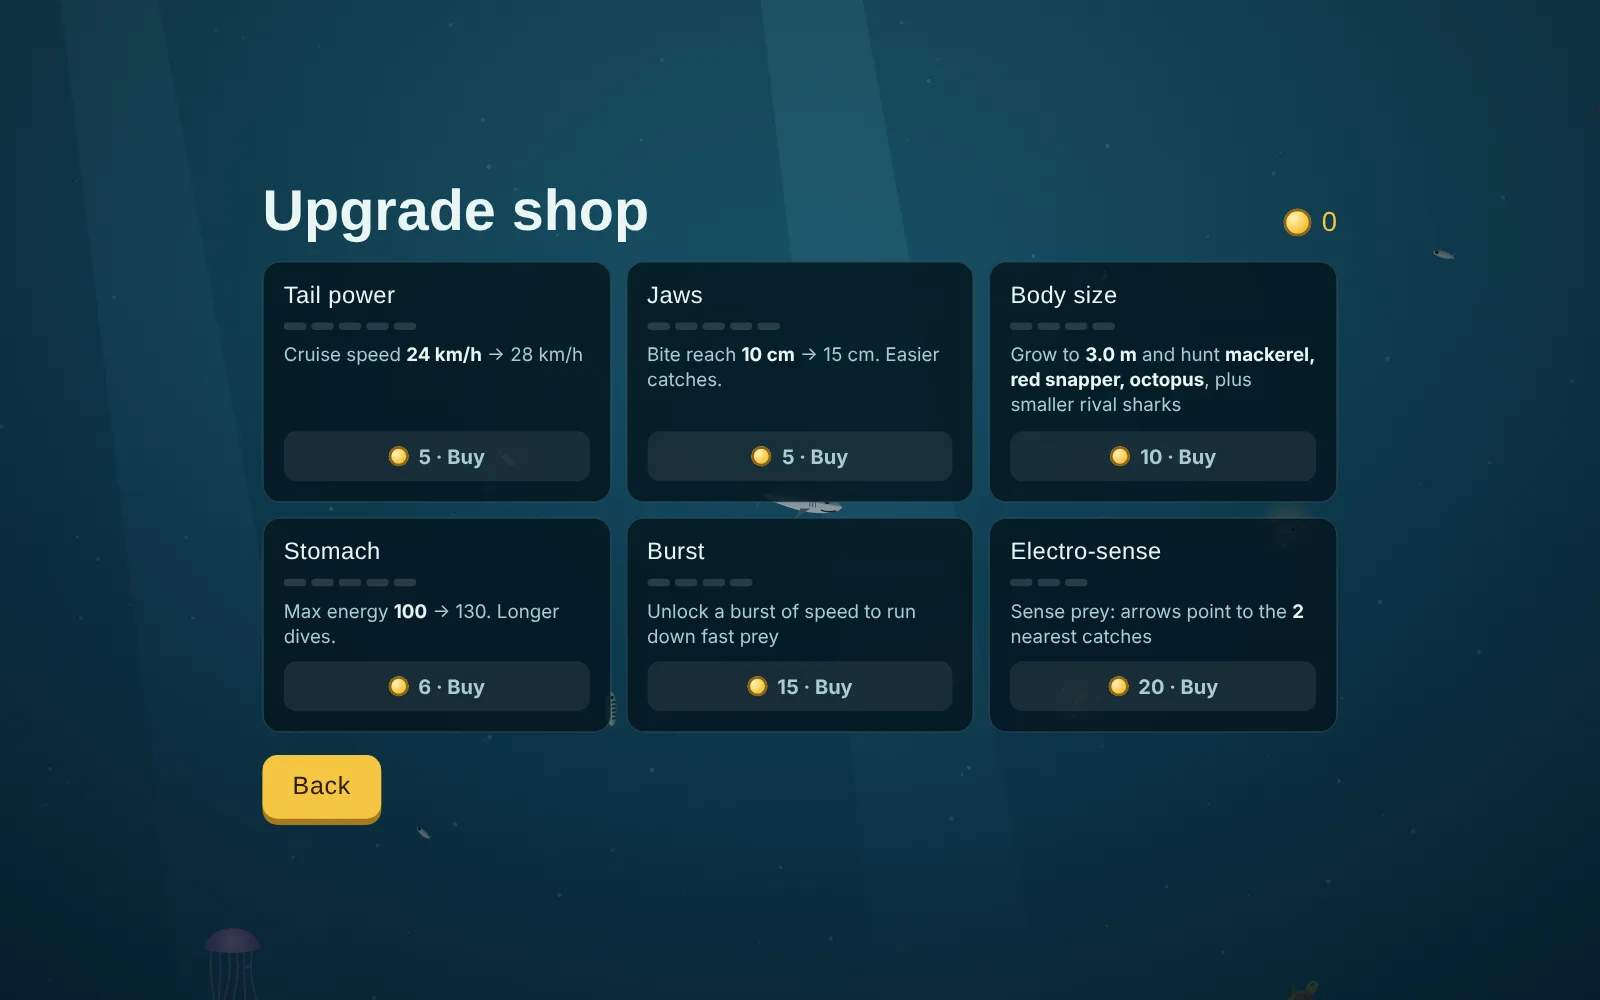 Upgrade shop
0
Tail power
Cruise speed 24 km/h → 28 km/h
5 · Buy
Jaws
Bite reach 10 cm → 15 cm. Easier
catches.
5 · Buy
Body size
Grow to 3.0 m and hunt mackerel,
red snapper, octopus, plus
smaller rival sharks
10 · Buy
Stomach
Max energy 100 → 130. Longer
dives.
6 · Buy
Burst
Unlock a burst of speed to run
down fast prey
15 · Buy
Electro-sense
Sense prey: arrows point to the 2
nearest catches
20 · Buy
Back